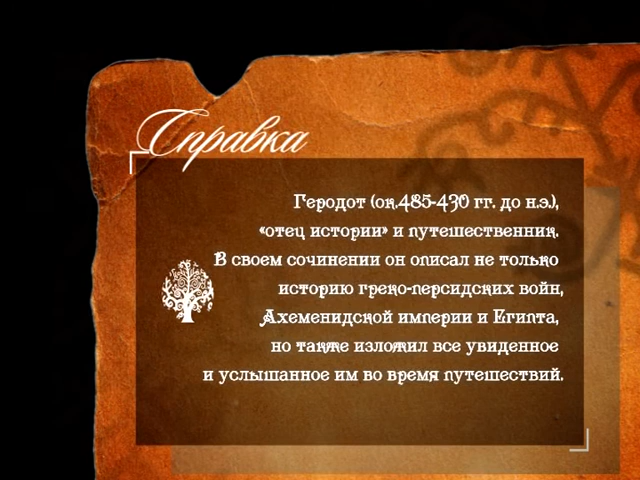 Справка
Геродот (ок.485-430 гг. до н.э.),
«отец истории» и путешественник.
В своем сочинении он описал не только
историю греко-персидских войн,
Ахеменидской империи и Египта,
но также изложил все увиденное
и услышанное им во время путешествий.